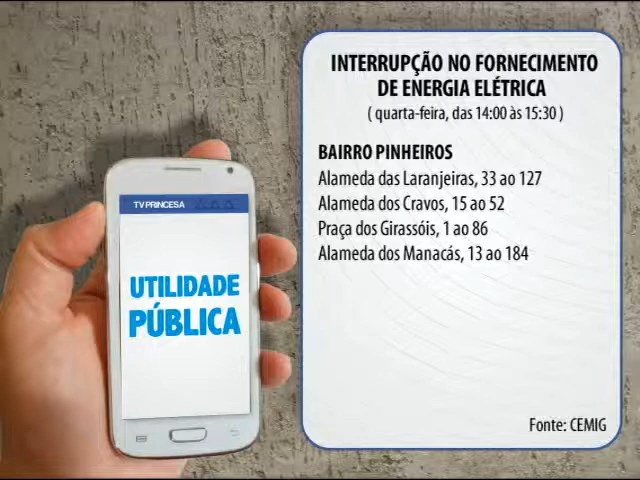 INTERRUPÇÃO NO FORNECIMENTO
DE ENERGIA ELÉTRICA
( quarta-feira, das 14:00 às 15:30 )
BAIRRO PINHEIROS
Alameda das Laranjeiras, 33 ao 127
Alameda dos Cravos, 15 ao 52
Praça dos Girassóis, 1 ao 86
Alameda dos Manacás, 13 ao 184
Fonte: CEMIG
TV PRINCESA
UTILIDADE
PÚBLICA